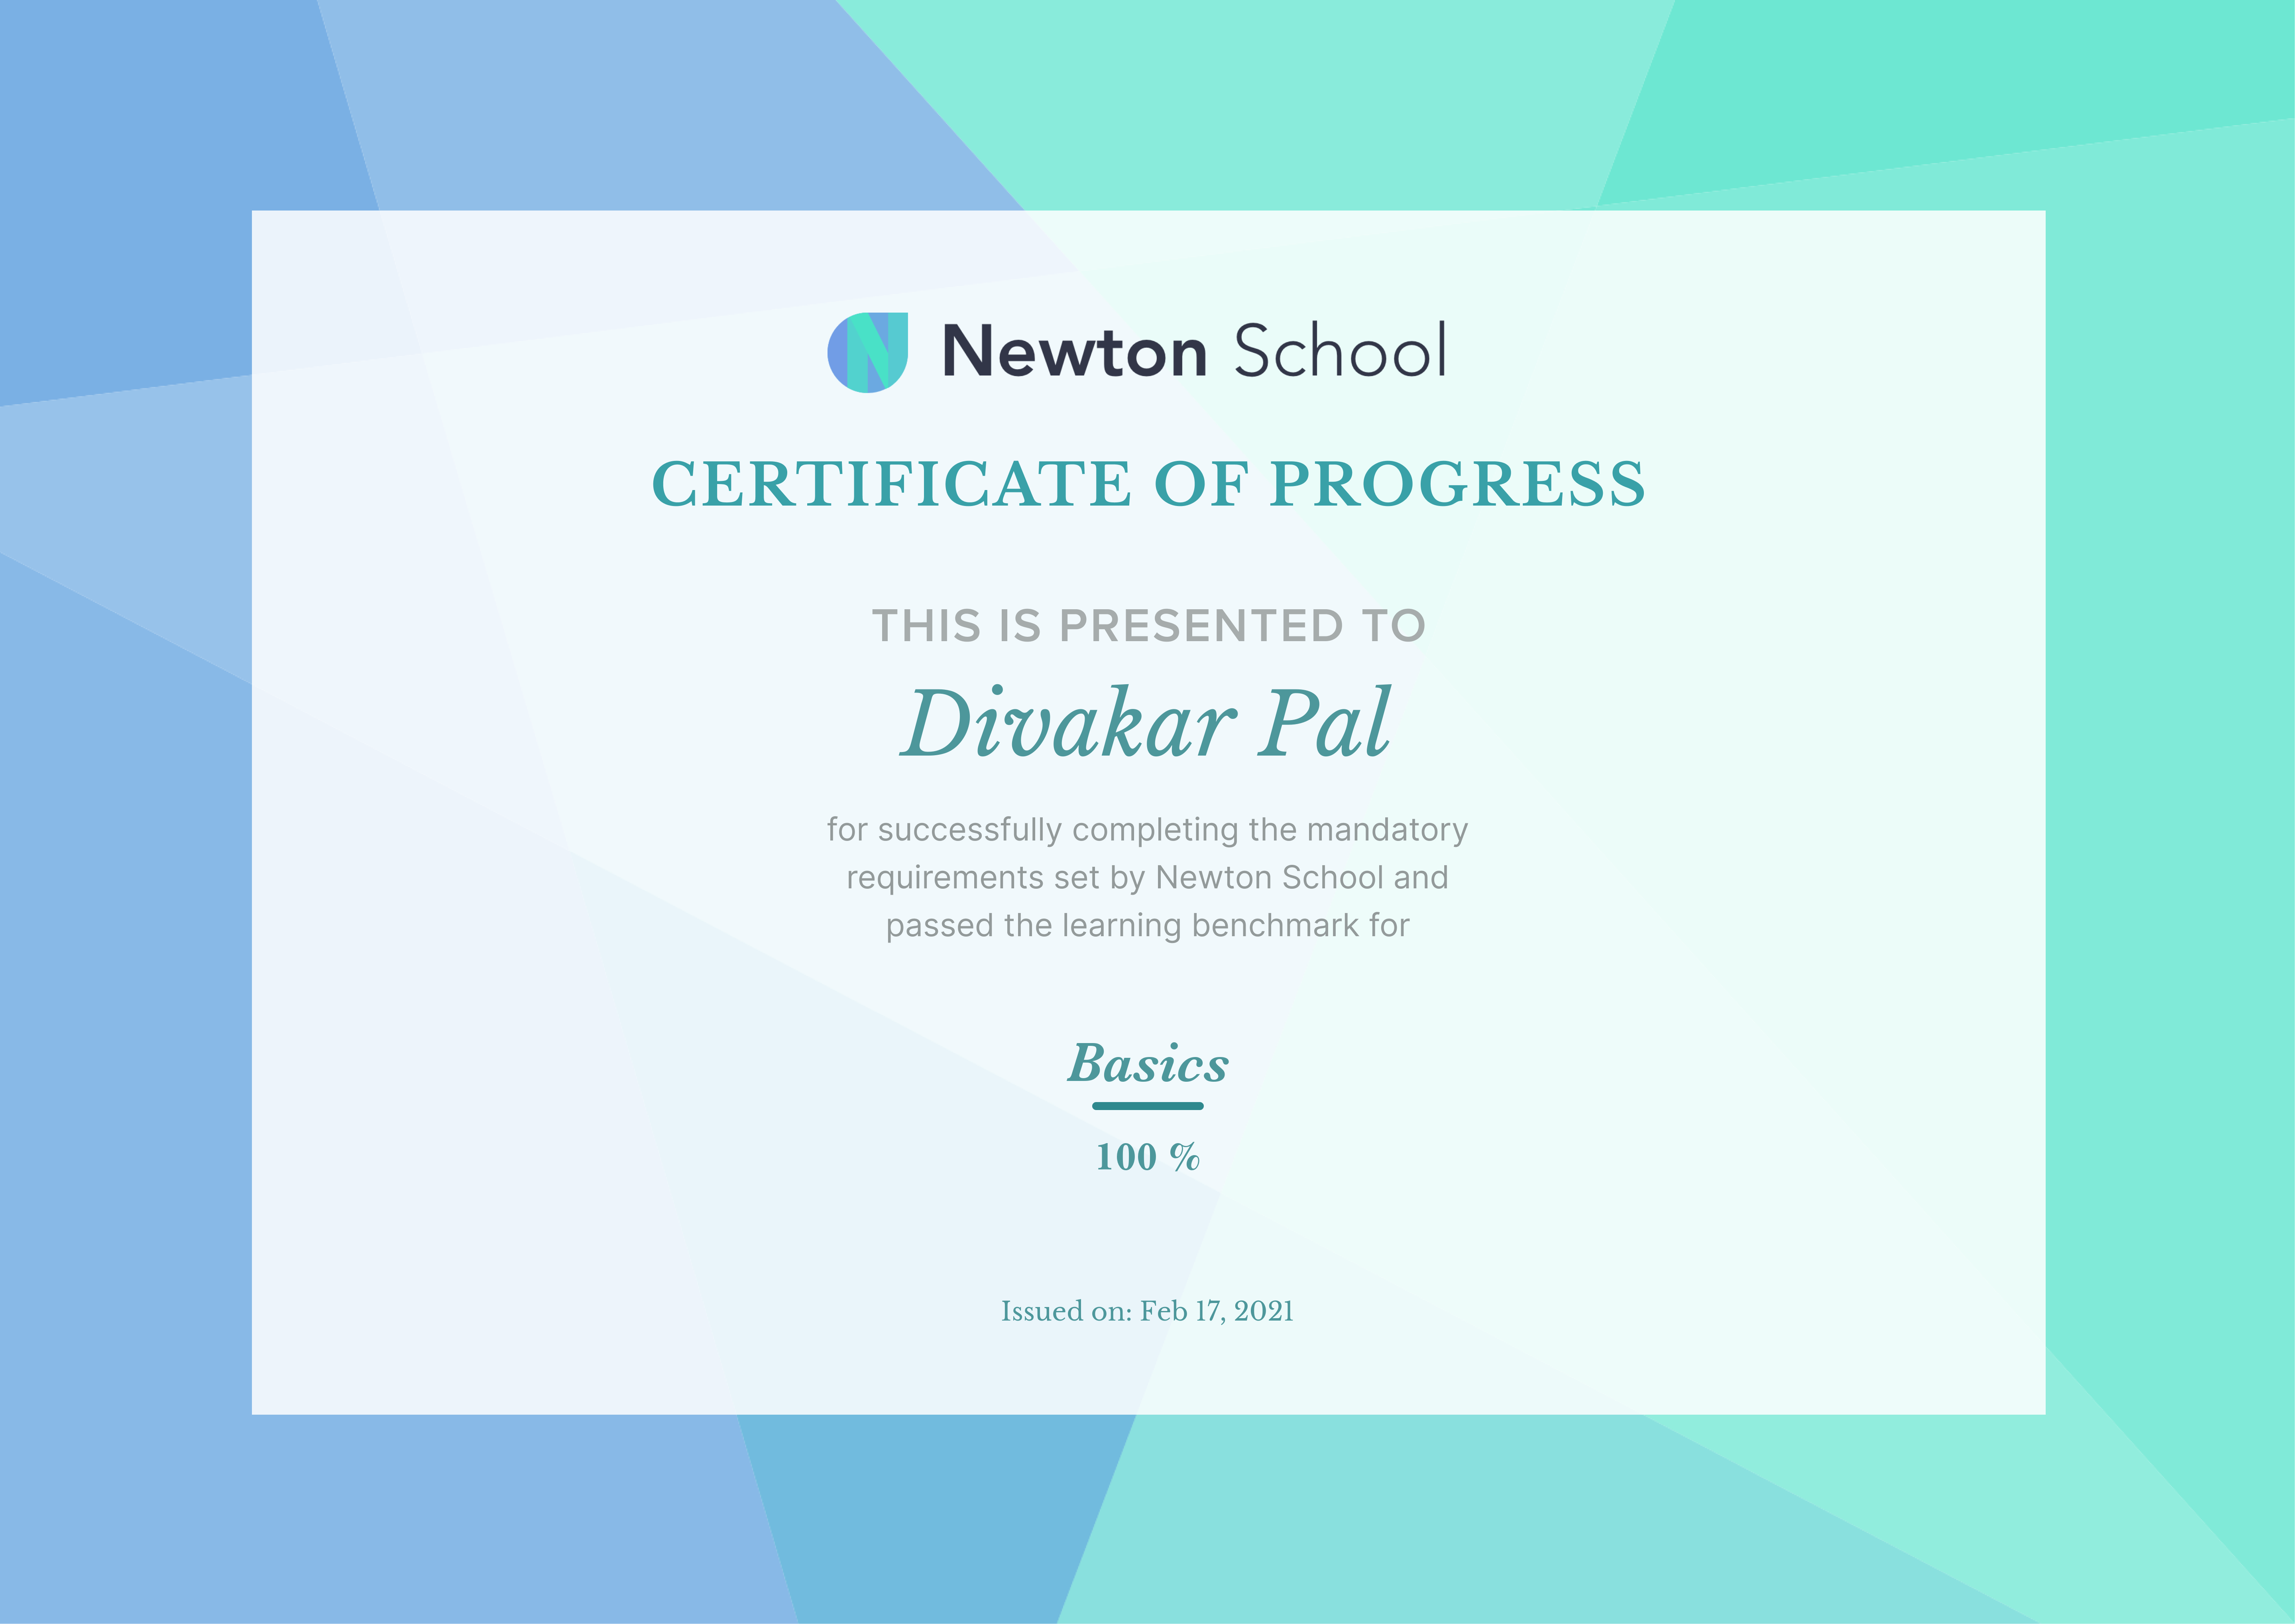 Newton School
CERTIFICATE OF PROGRESS
THIS IS PRESENTED TO
Divakar Pal
for successfully completing the mandatory
requirements set by Newton School and
passed the learning benchmark for
Basics
100 %
Issued on: Feb 17, 2021